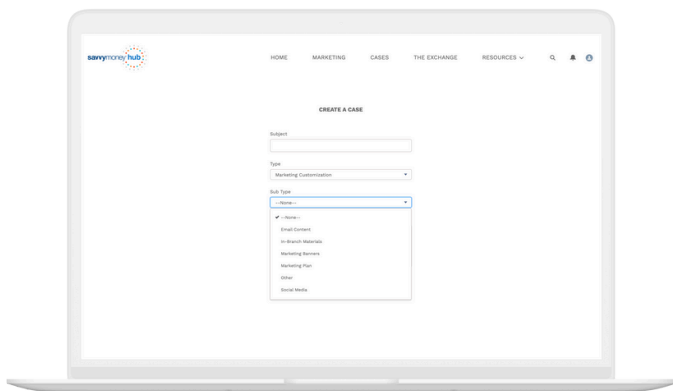 savvymoney hub
HOME MARKETING CASES THE EXCHANGE RESOURCES
CREATE A CASE
Subject
Type
Marketing Customization
Sub Type
--None--
--None--
Email Content
In-Branch Materials
Marketing Banners
Marketing Plan
Other
Social Media